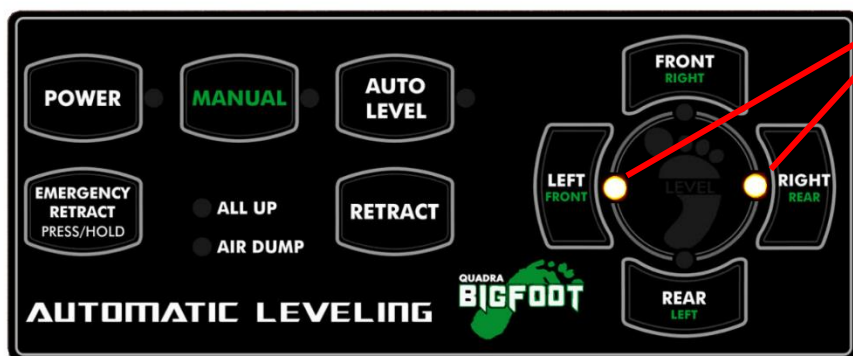 POWER
MANUAL
AUTO
LEVEL
FRONT
RIGHT
EMERGENCY
RETRACT
PRESS/HOLD
ALL UP
AIR DUMP
RETRACT
LEFT
FRONT
LEVEL
RIGHT
REAR
REAR
LEFT
AUTOMATIC LEVELING
QUADRA
BIGFOOT